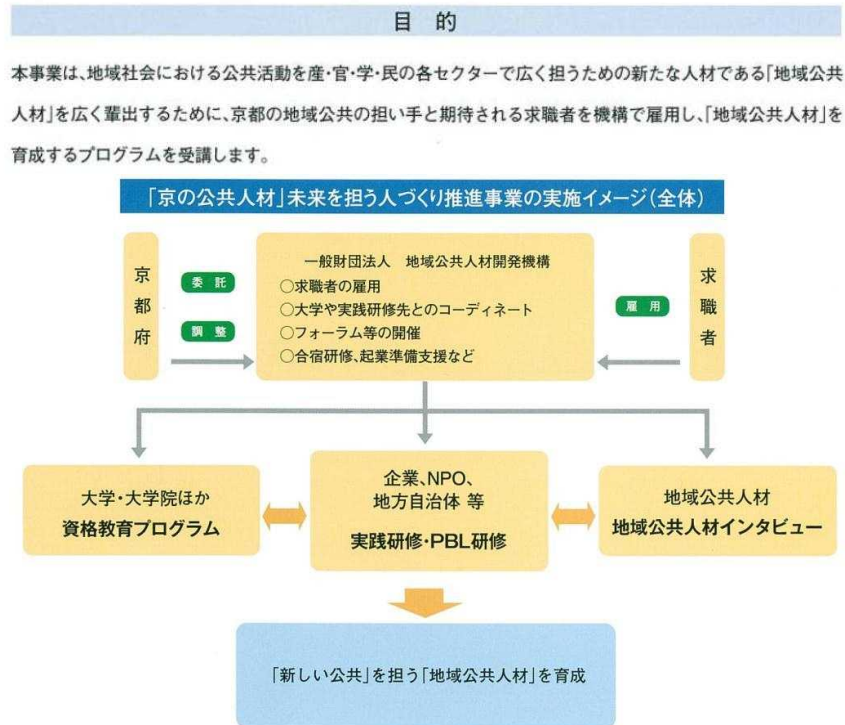 目的
本事業は、地域社会における公共活動を産・官・学・民の各セクターで広く担うための新たな人材である「地域公共
人材」を広く輩出するために、京都の地域公共の担い手と期待される求職者を機構で雇用し、「地域公共人材」を
育成するプログラムを受講します。
「京の公共人材」未来を担う人づくり推進事業の実施イメージ(全体)
京都府
委託
調整
一般財団法人 地域公共人材開発機構
○求職者の雇用
○大学や実践研修先とのコーディネート
○フォーラム等の開催
○合宿研修、起業準備支援など
雇用
求職者
大学・大学院ほか
資格教育プログラム
企業、NPO、
地方自治体 等
実践研修・PBL研修
地域公共人材
地域公共人材インタビュー
「新しい公共」を担う「地域公共人材」を育成